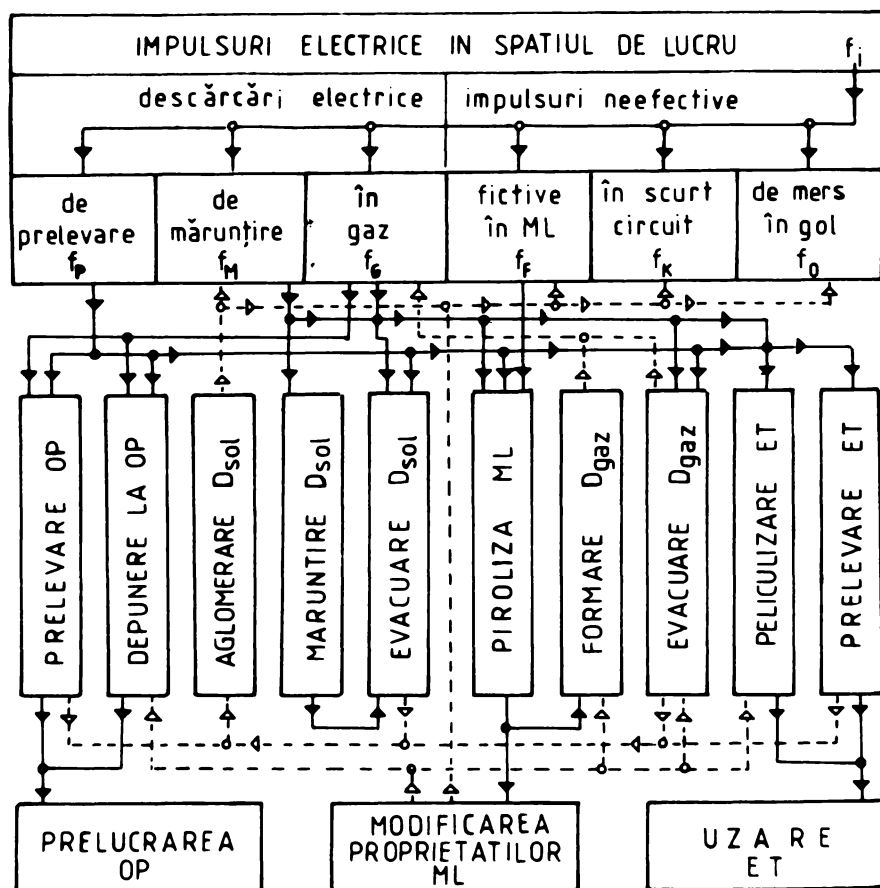 IMPULSURI ELECTRICE IN SPATIUL DE LUCRU fi
descărcări electrice
impulsuri neefective
de
prelevare
fP
de
mărunțire
fM
în
gaz
fG
fictive
în ML
fF
în scurt
circuit
fK
de mers
în gol
f0
PRELEVARE OP
DEPUNERE LA OP
AGLOMERARE Dsol
MARUNTIRE Dsol
EVACUARE Dsol
PIROLIZA ML
FORMARE Dgaz
EVACUARE Dgaz
PELICULIZARE ET
PRELEVARE ET
PRELUCRAREA
OP
MODIFICAREA
PROPRIETATILOR
ML
UZARE
ET